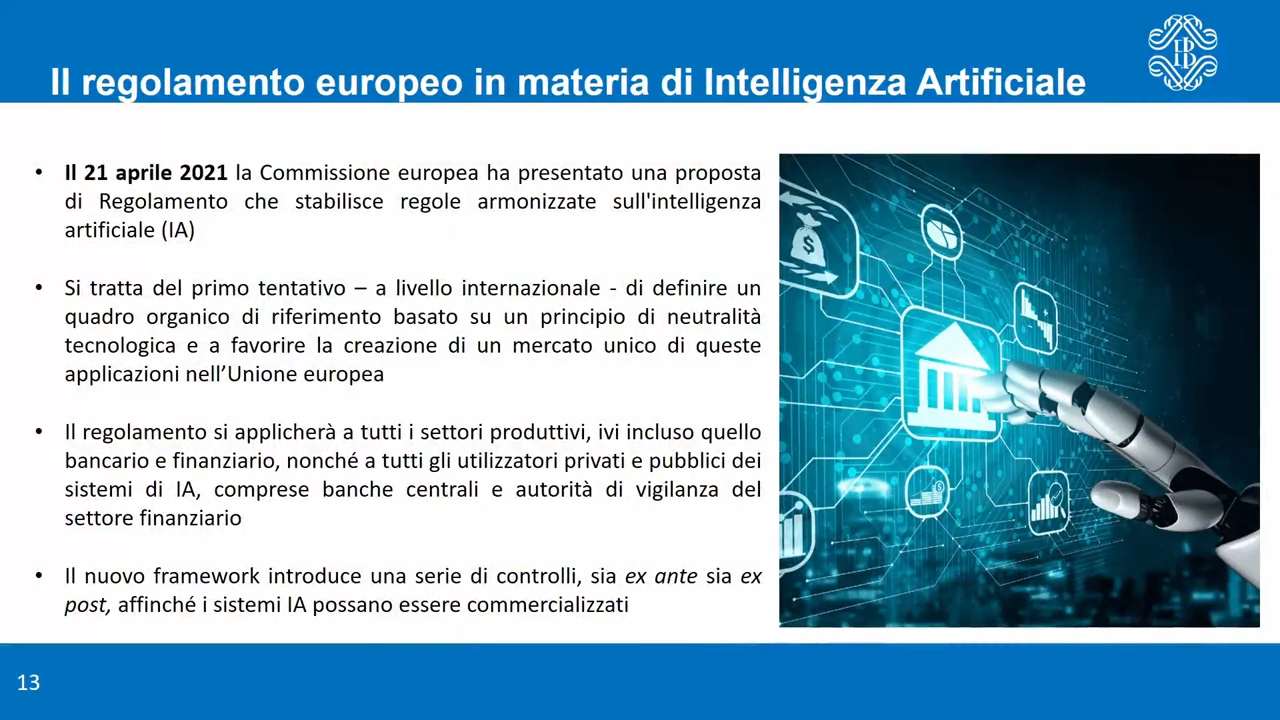 Il regolamento europeo in materia di Intelligenza Artificiale
• Il 21 aprile 2021 la Commissione europea ha presentato una proposta
di Regolamento che stabilisce regole armonizzate sull'intelligenza
artificiale (IA)
• Si tratta del primo tentativo – a livello internazionale - di definire un
quadro organico di riferimento basato su un principio di neutralità
tecnologica e a favorire la creazione di un mercato unico di queste
applicazioni nell’Unione europea
• Il regolamento si applicherà a tutti i settori produttivi, ivi incluso quello
bancario e finanziario, nonché a tutti gli utilizzatori privati e pubblici dei
sistemi di IA, comprese banche centrali e autorità di vigilanza del
settore finanziario
• Il nuovo framework introduce una serie di controlli, sia ex ante sia ex
post, affinché i sistemi IA possano essere commercializzati
13